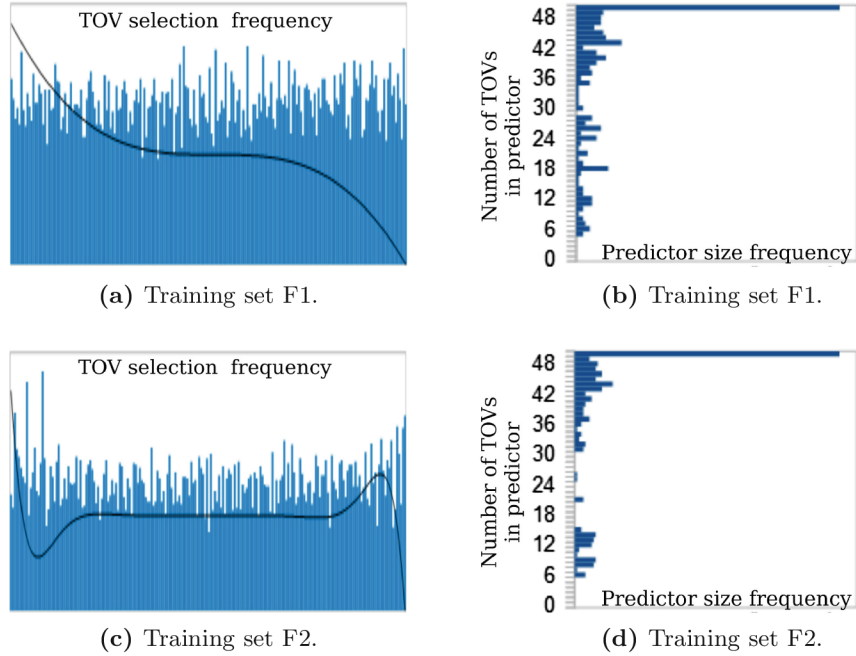 TOV selection frequency
(a) Training set F1.
Number of TOVs
in predictor
48
42
36
30
24
18
12
6
0
Predictor size frequency
(b) Training set F1.
TOV selection  frequency
(c) Training set F2.
Number of TOVs
in predictor
48
42
36
30
24
18
12
6
0
Predictor size frequency
(d) Training set F2.